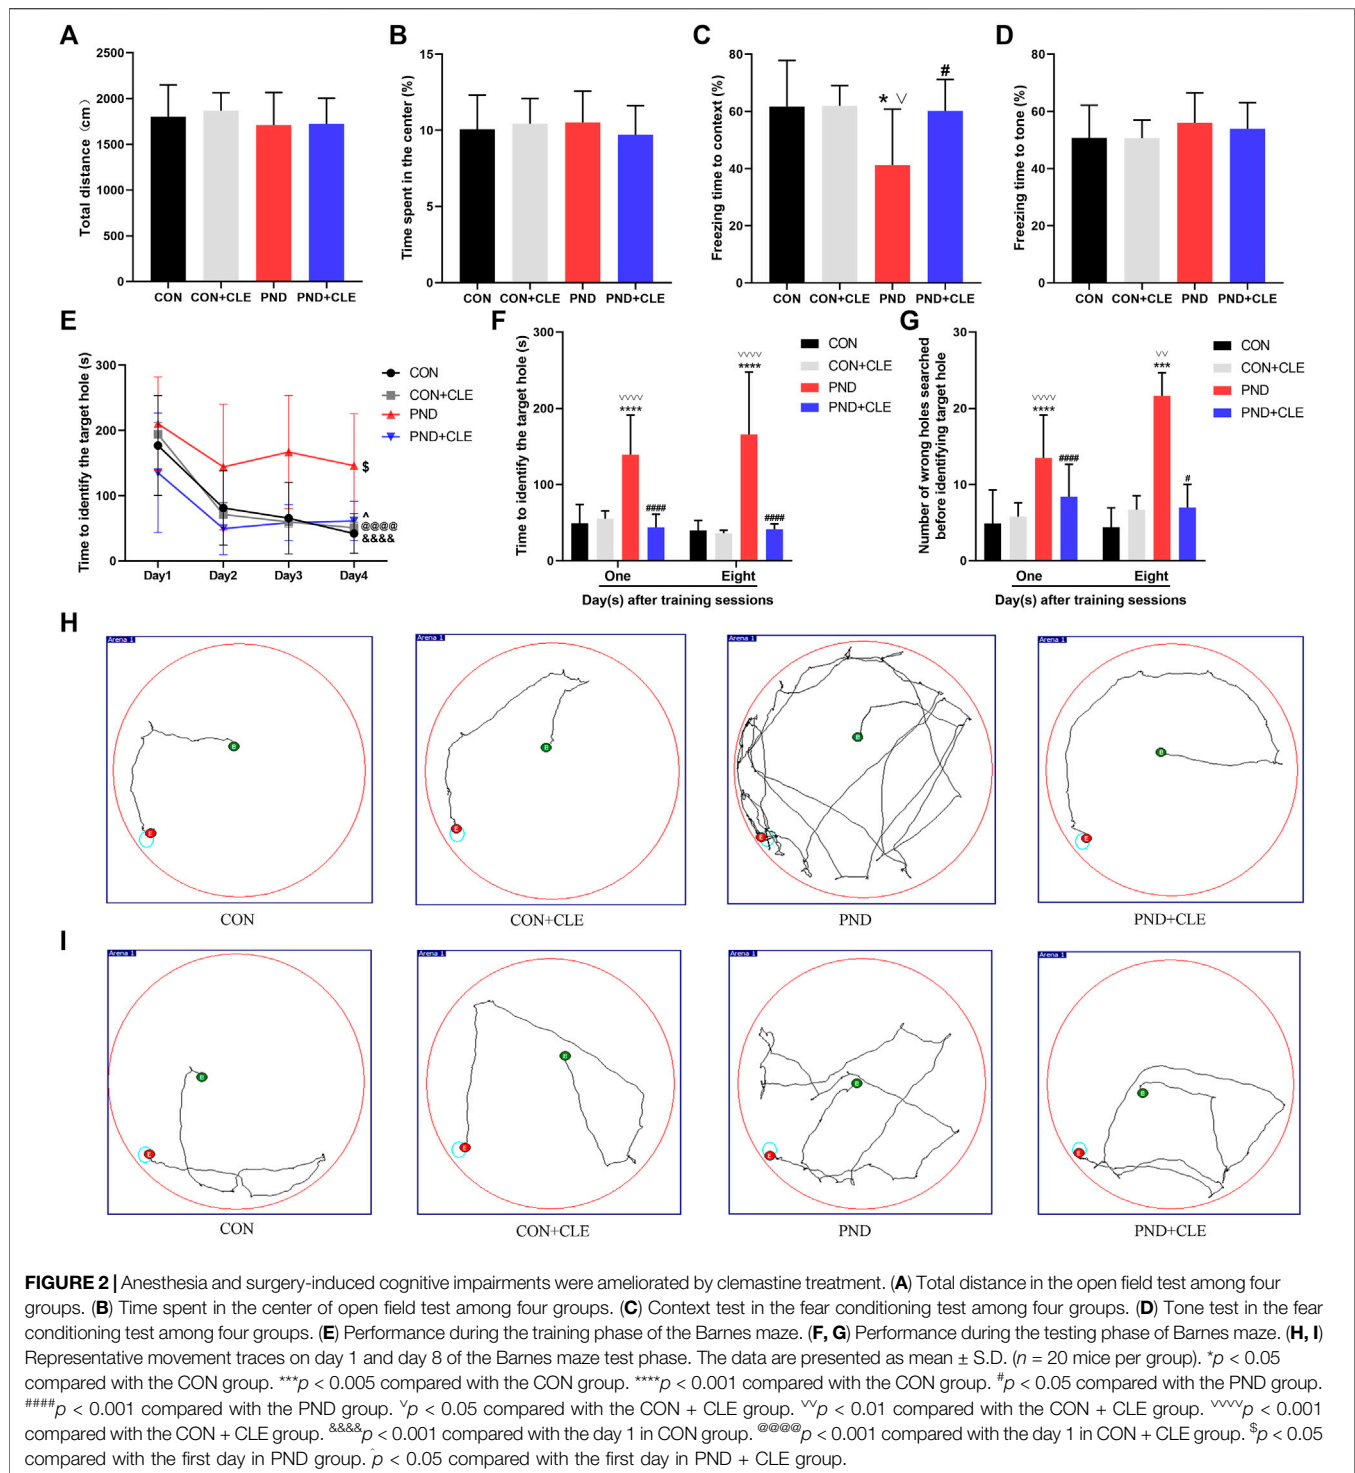 A
Total distance (cm)
2500
2000
1500
1000
500
0
CON CON+CLE PND PND+CLE
B
Time spent in the center (%)
15
10
5
0
CON CON+CLE PND PND+CLE
C
Freezing time to context (%)
80
60
40
20
0
* ∨
#
CON CON+CLE PND PND+CLE
D
Freezing time to tone (%)
80
60
40
20
0
CON CON+CLE PND PND+CLE
E
Time to identify the target hole (s)
300
200
100
0
CON
CON+CLE
PND
PND+CLE
$
^
@@@@
&&&&
Day1 Day2 Day3 Day4
F
Time to identify the target hole (s)
300
200
100
0
CON
CON+CLE
PND
PND+CLE
∨∨∨∨
****
####
∨∨∨∨
****
####
One Eight
Day(s) after training sessions
G
Number of wrong holes searched
before identifying target hole
30
20
10
0
CON
CON+CLE
PND
PND+CLE
∨∨∨∨
****
####
∨∨
***
#
One Eight
Day(s) after training sessions
H
Arena 1 Arena 1 Arena 1 Arena 1
B B B B
E E E E
CON CON+CLE PND PND+CLE
I
Arena 1 Arena 1 Arena 1 Arena 1
B B B B
E E E E
CON CON+CLE PND PND+CLE
FIGURE 2 | Anesthesia and surgery-induced cognitive impairments were ameliorated by clemastine treatment. (A) Total distance in the open field test among four
groups. (B) Time spent in the center of open field test among four groups. (C) Context test in the fear conditioning test among four groups. (D) Tone test in the fear
conditioning test among four groups. (E) Performance during the training phase of the Barnes maze. (F, G) Performance during the testing phase of Barnes maze. (H, I)
Representative movement traces on day 1 and day 8 of the Barnes maze test phase. The data are presented as mean ± S.D. (n = 20 mice per group). *p < 0.05
compared with the CON group. ***p < 0.005 compared with the CON group. ****p < 0.001 compared with the CON group. #p < 0.05 compared with the PND group.
####p < 0.001 compared with the PND group. ∨p < 0.05 compared with the CON + CLE group. ∨∨p < 0.01 compared with the CON + CLE group. ∨∨∨∨p < 0.001
compared with the CON + CLE group. &&&&p < 0.001 compared with the day 1 in CON group. @@@@p < 0.001 compared with the day 1 in CON + CLE group. $p < 0.05
compared with the first day in PND group. ^p < 0.05 compared with the first day in PND + CLE group.